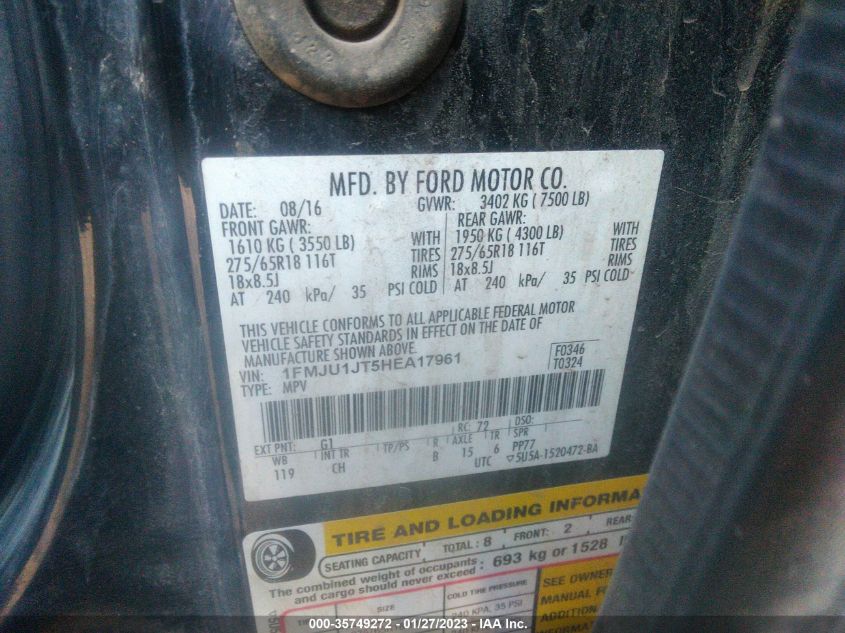 MFD. BY FORD MOTOR CO.
DATE: 08/16 GVWR: 3402 KG ( 7500 LB)
FRONT GAWR: REAR GAWR:
1610 KG ( 3550 LB) WITH 1950 KG ( 4300 LB) WITH
275/65R18 116T TIRES 275/65R18 116T TIRES
18x8.5J RIMS 18x8.5J RIMS
AT 240 kPa/ 35 PSI COLD AT 240 kPa/ 35 PSI COLD
THIS VEHICLE CONFORMS TO ALL APPLICABLE FEDERAL MOTOR
VEHICLE SAFETY STANDARDS IN EFFECT ON THE DATE OF
MANUFACTURE SHOWN ABOVE.
VIN: 1FMJU1JT5HEA17961 F0346
TYPE: MPV T0324
EXT PNT: G1 RC: 72 DSO:
WB INT TR TP/PS R AXLE TR SPR
119 CH B 15 6 PP77
UTC ▽5U5A-1520472-BA
TIRE AND LOADING INFORMA
SEATING CAPACITY TOTAL: 8 FRONT: 2 REAR
The combined weight of occupants
and cargo should never exceed : 693 kg or 1528
SIZE COLD TIRE PRESSURE SEE OWNER
240 KPA, 35 PSI MANUAL FO
ADDITION
000-35749272 - 01/27/2023 - IAA Inc.